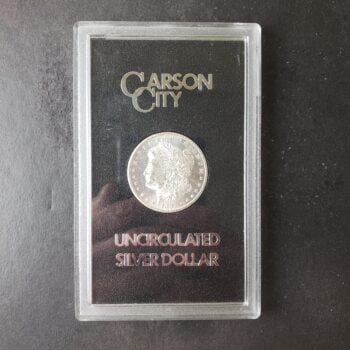 CARSON
CITY
UNCIRCULATED
SILVER DOLLAR